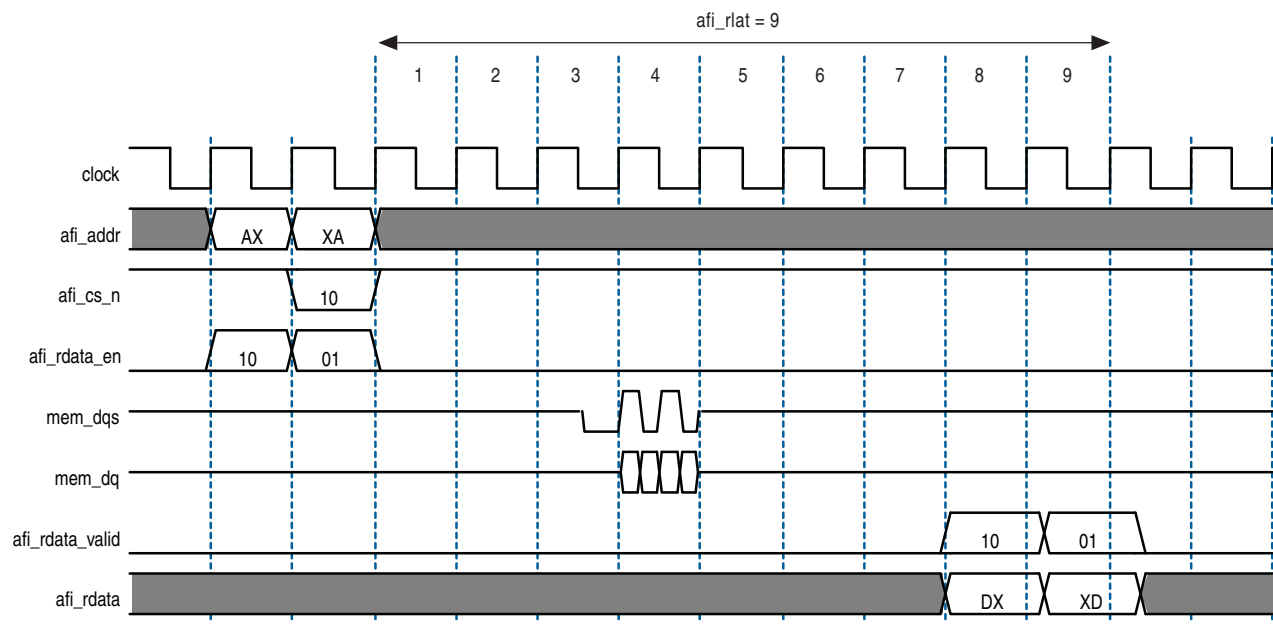 afi_rlat = 9
1 2 3 4 5 6 7 8 9
clock
afi_addr AX XA
afi_cs_n 10
afi_rdata_en 10 01
mem_dqs
mem_dq
afi_rdata_valid 10 01
afi_rdata DX XD